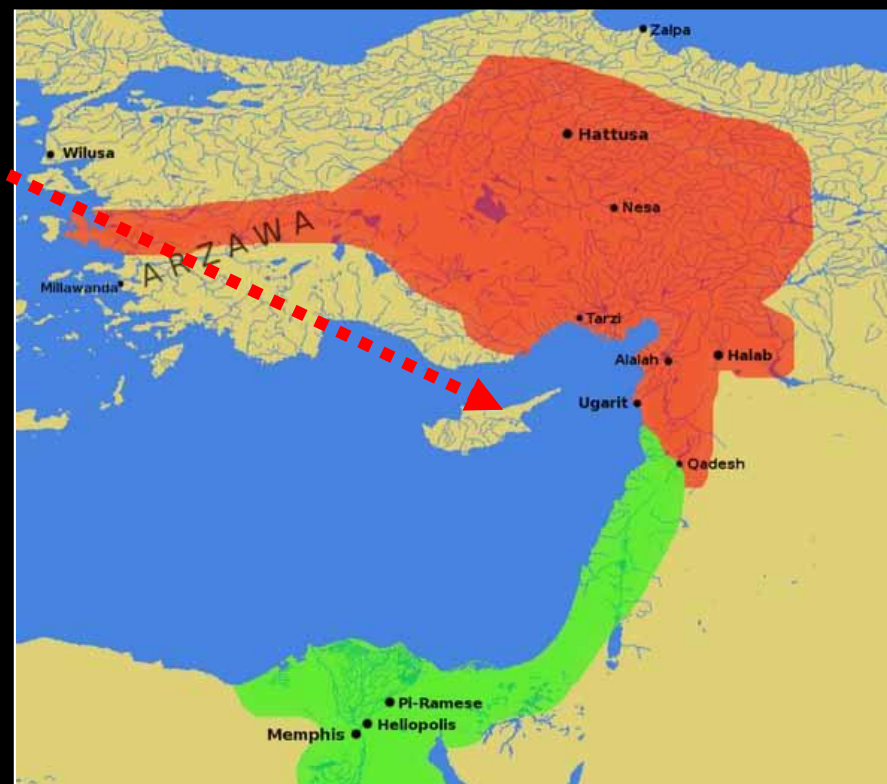 Zalpa
Hattusa
Wilusa
Nesa
ARZAWA
Millawanda
Tarzi
Alalah
Halab
Ugarit
Qadesh
Pi-Ramese
Heliopolis
Memphis